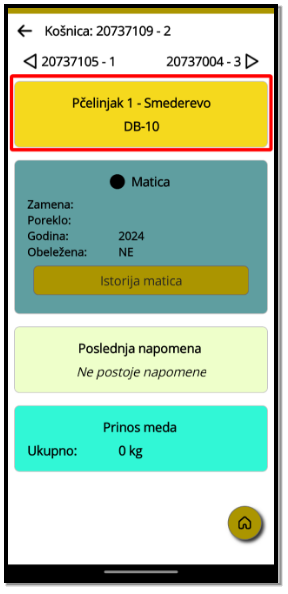 Košnica: 20737109 - 2
20737105 - 1 20737004 - 3
Pčelinjak 1 - Smederevo
DB-10
Matica
Zamena:
Poreklo:
Godina: 2024
Obeležena: NE
Istorija matica
Poslednja napomena
Ne postoje napomene
Prinos meda
Ukupno: 0 kg